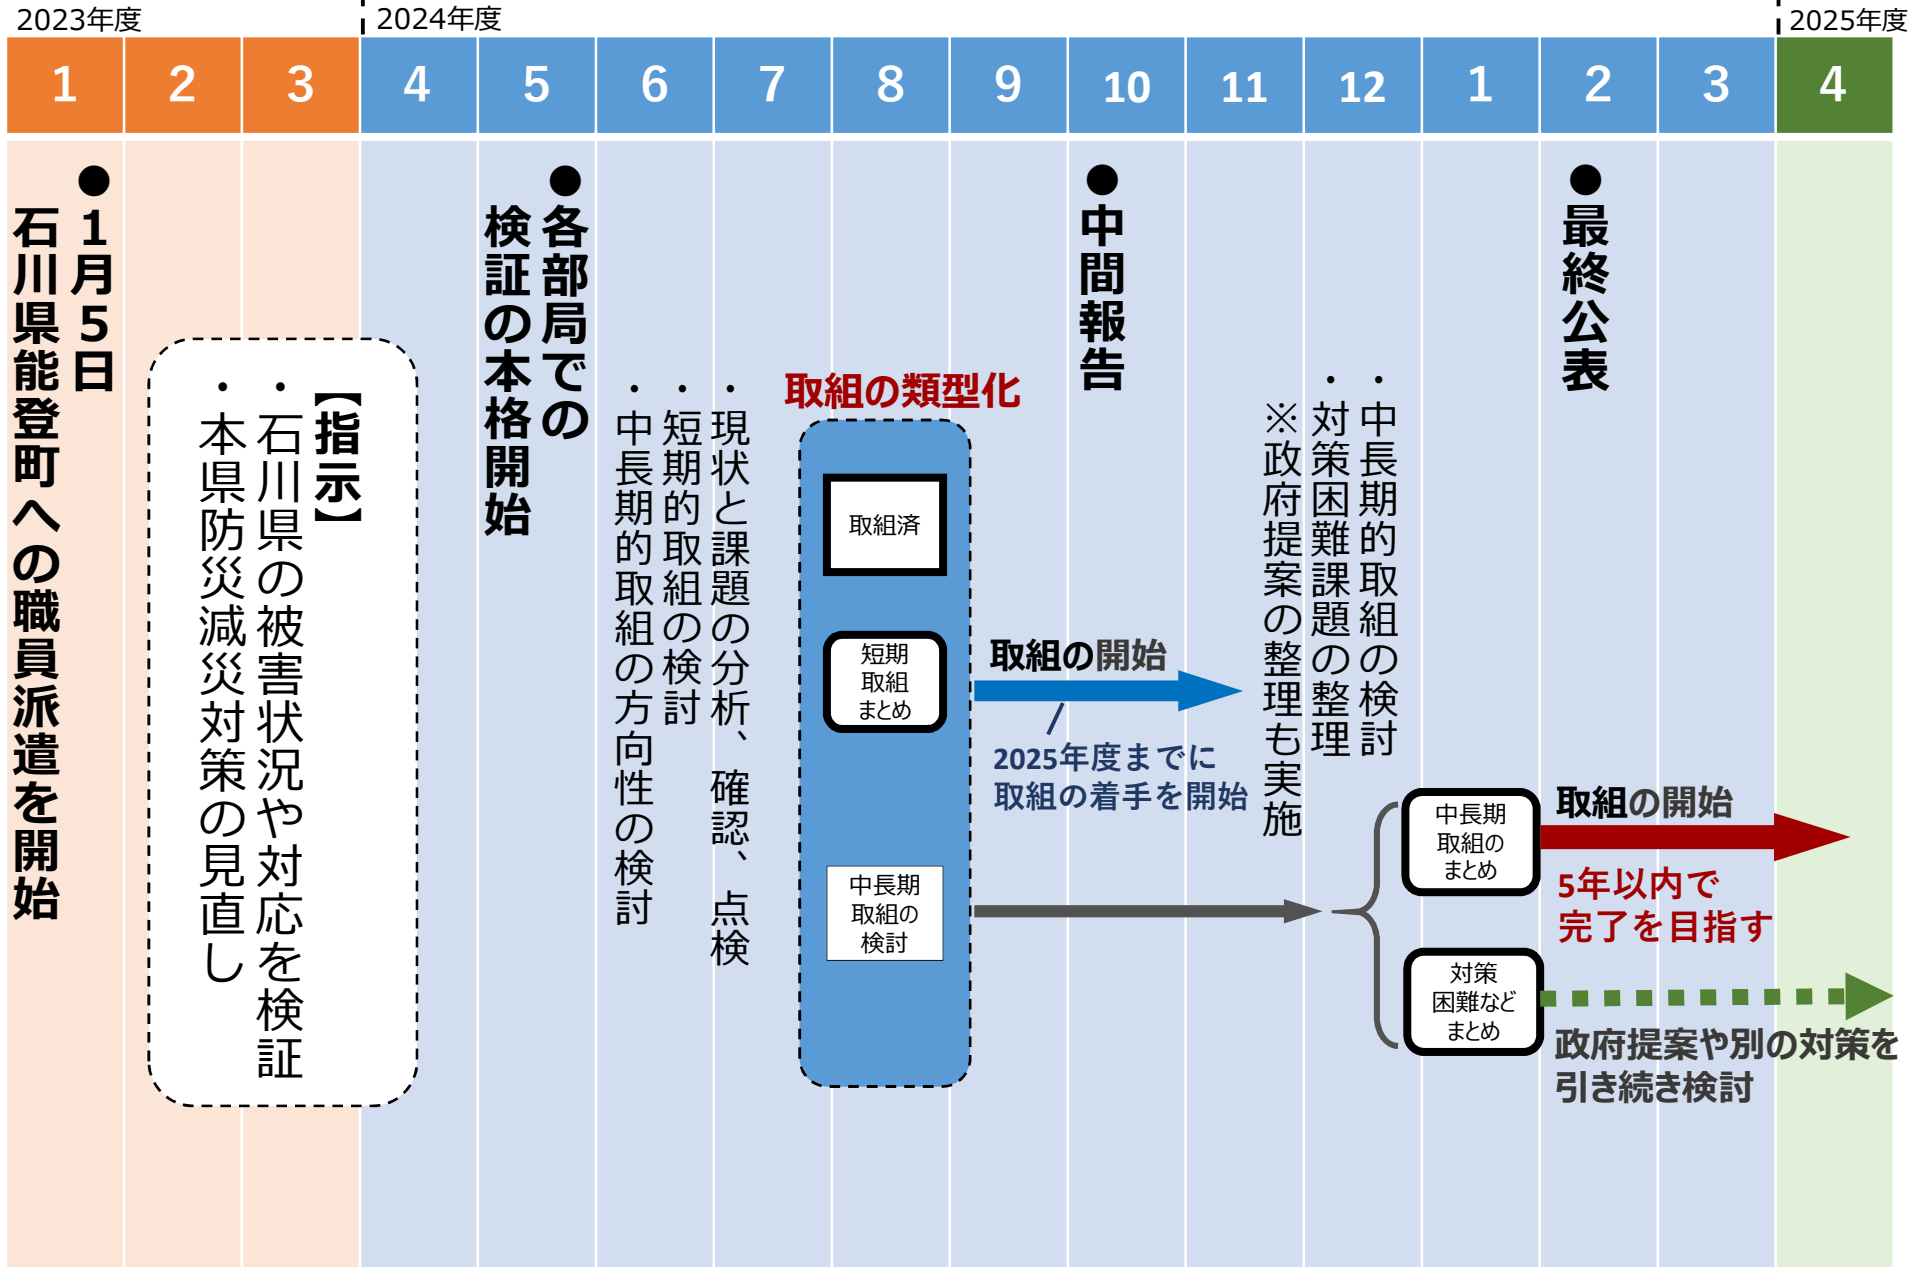 2023年度
2024年度
2025年度
1
2
3
4
5
6
7
8
9
10
11
12
1
2
3
4
●1月5日
石川県能登町への職員派遣を開始
【指示】
・石川県の被害状況や対応を検証
・本県防災減災対策の見直し
●各部局での
検証の本格開始
・現状と課題の分析、確認、点検
・短期的取組の検討
・中長期的取組の方向性の検討
取組の類型化
取組済
短期
取組
まとめ
中長期
取組の
検討
取組の開始
2025年度までに
取組の着手を開始
●中間報告
・中長期的取組の検討
・対策困難課題の整理
※政府提案の整理も実施
中長期
取組の
まとめ
対策
困難など
まとめ
●最終公表
取組の開始
5年以内で
完了を目指す
政府提案や別の対策を
引き続き検討